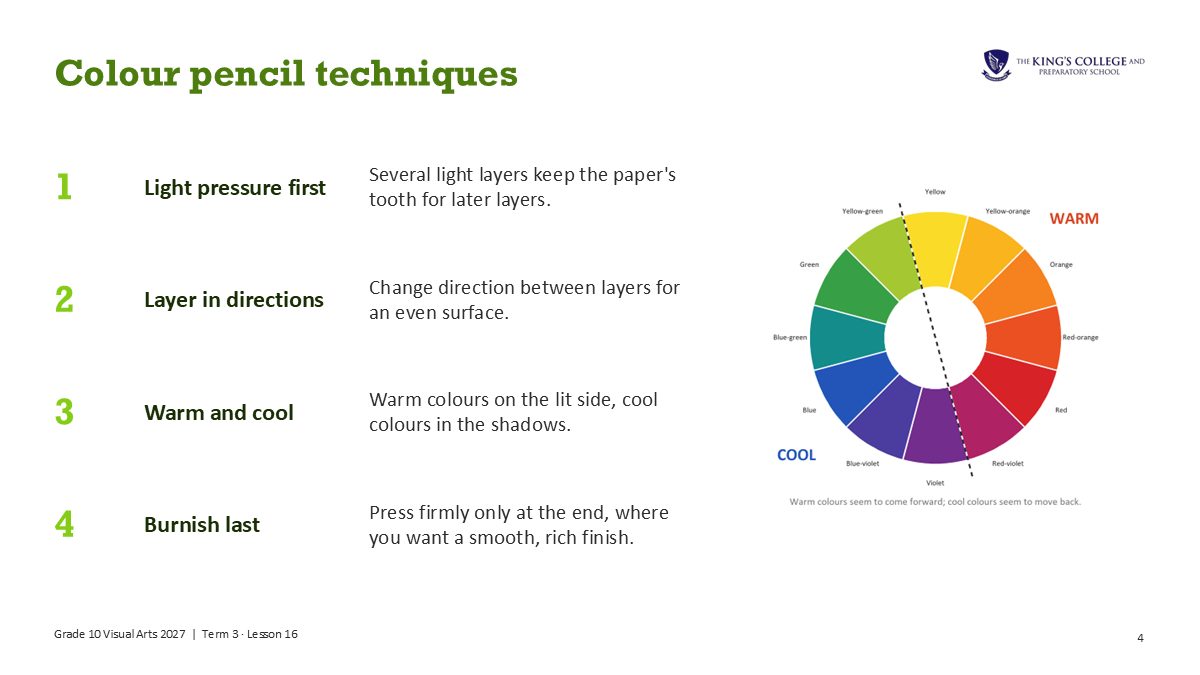 Colour pencil techniques
THE KING'S COLLEGE AND
PREPARATORY SCHOOL
1
Light pressure first
Several light layers keep the paper's
tooth for later layers.
2
Layer in directions
Change direction between layers for
an even surface.
3
Warm and cool
Warm colours on the lit side, cool
colours in the shadows.
4
Burnish last
Press firmly only at the end, where
you want a smooth, rich finish.
Yellow
Yellow-green
Yellow-orange
WARM
Green
Orange
Blue-green
Red-orange
Blue
Red
COOL
Blue-violet
Red-violet
Violet
Warm colours seem to come forward; cool colours seem to move back.
Grade 10 Visual Arts 2027 | Term 3 · Lesson 16
4